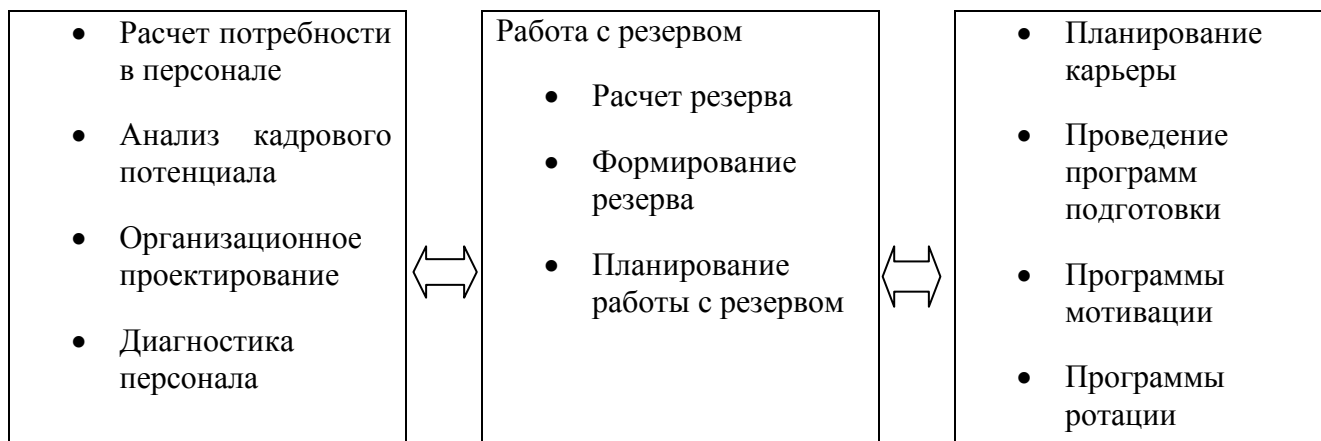 • Расчет потребности
в персонале
• Анализ кадрового
потенциала
• Организационное
проектирование
• Диагностика
персонала
Работа с резервом
• Расчет резерва
• Формирование
резерва
• Планирование
работы с резервом
• Планирование
карьеры
• Проведение
программ
подготовки
• Программы
мотивации
• Программы
ротации